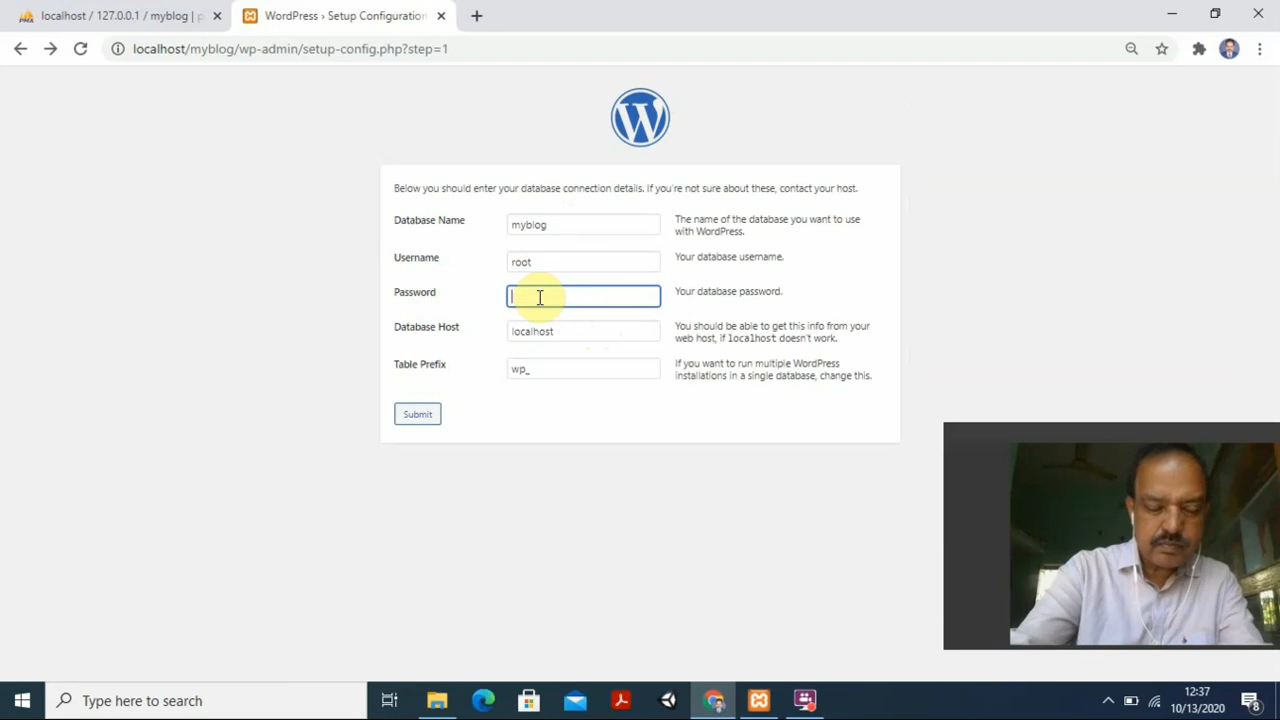 localhost / 127.0.0.1 / myblog | p
WordPress › Setup Configuration
localhost/myblog/wp-admin/setup-config.php?step=1
Below you should enter your database connection details. If you're not sure about these, contact your host.
Database Name
myblog
The name of the database you want to use
with WordPress.
Username
root
Your database username.
Password
Your database password.
Database Host
localhost
You should be able to get this info from your
web host, if localhost doesn't work.
Table Prefix
wp_
If you want to run multiple WordPress
installations in a single database, change this.
Submit
Type here to search
12:37
10/13/2020
8